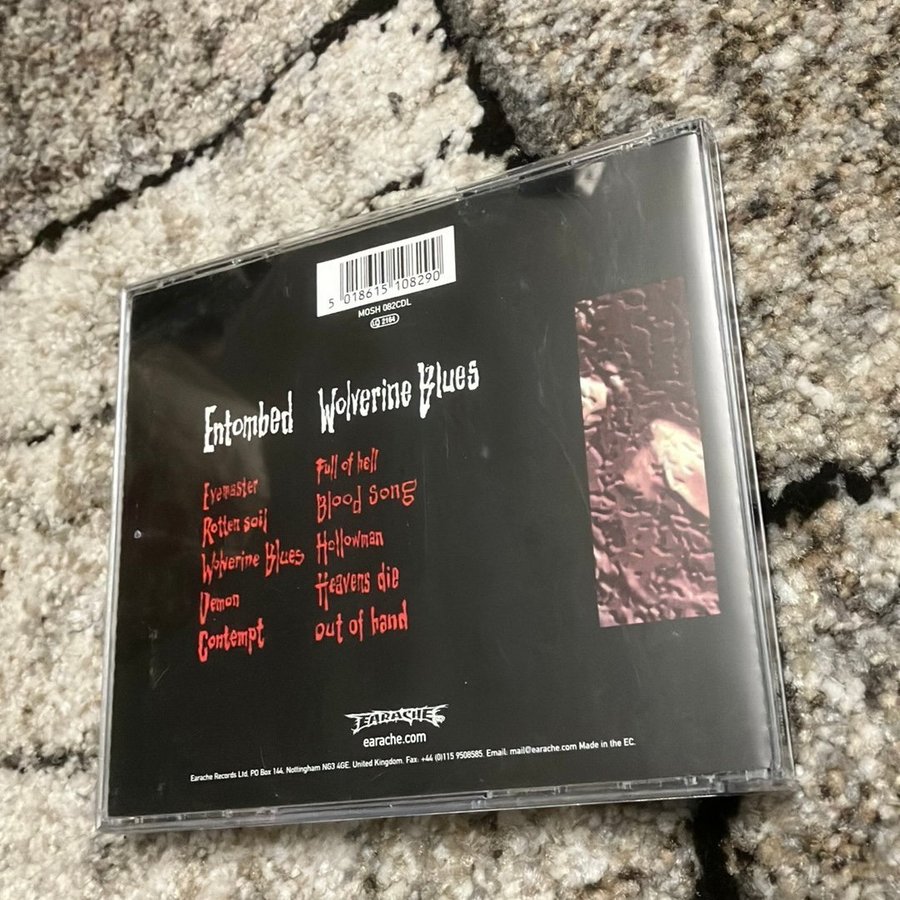 5 018615 108290
MOSH 082CDL
LO 2164
Entombed Wolverine Blues
Eyemaster
Rotten soil
Wolverine Blues
Demon
Contempt
Full of hell
Blood song
Hollowman
Heavens die
out of hand
EARACHE
earache.com
Earache Records Ltd, PO Box 144, Nottingham NG3 4GE. United Kingdom. Fax: +44 (0)115 9508585. Email: mail@earache.com Made in the EC.